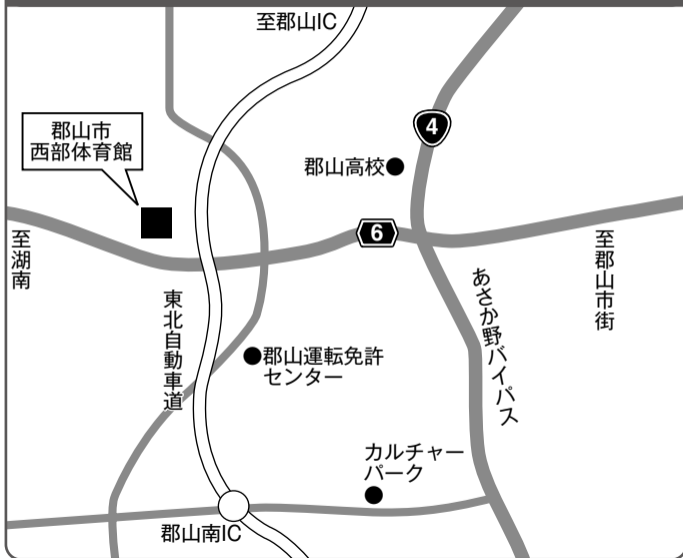 至郡山IC
4
郡山市
西部体育館
郡山高校
6
至湖南
至郡山市街
東北自動車道
あさか野バイパス
郡山運転免許
センター
カルチャー
パーク
郡山南IC